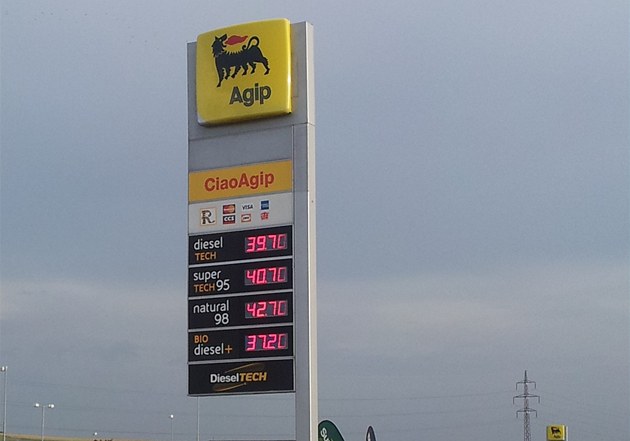 Agip
CiaoAgip
R VISA
CCS
diesel 39.70
TECH
super 40.70
TECH 95
natural 42.70
98
BIO 37.20
diesel+
DieselTECH